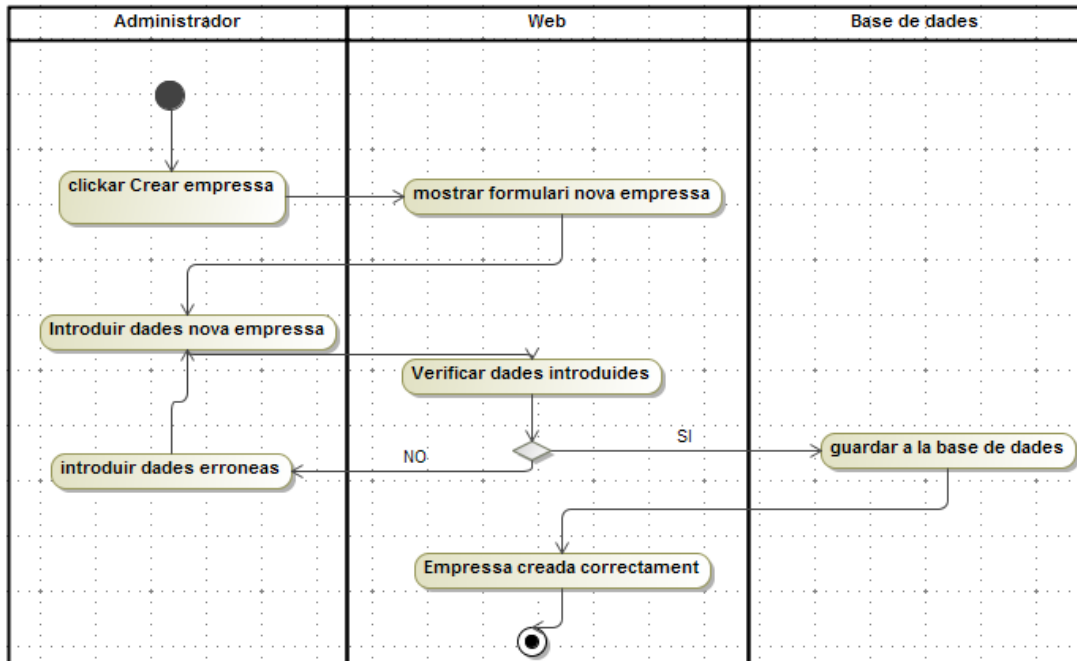 Administrador
Web
Base de dades
clickar Crear empressa
mostrar formulari nova empressa
Introduir dades nova empressa
Verificar dades introduides
SI
guardar a la base de dades
NO
introduir dades erroneas
Empressa creada correctament